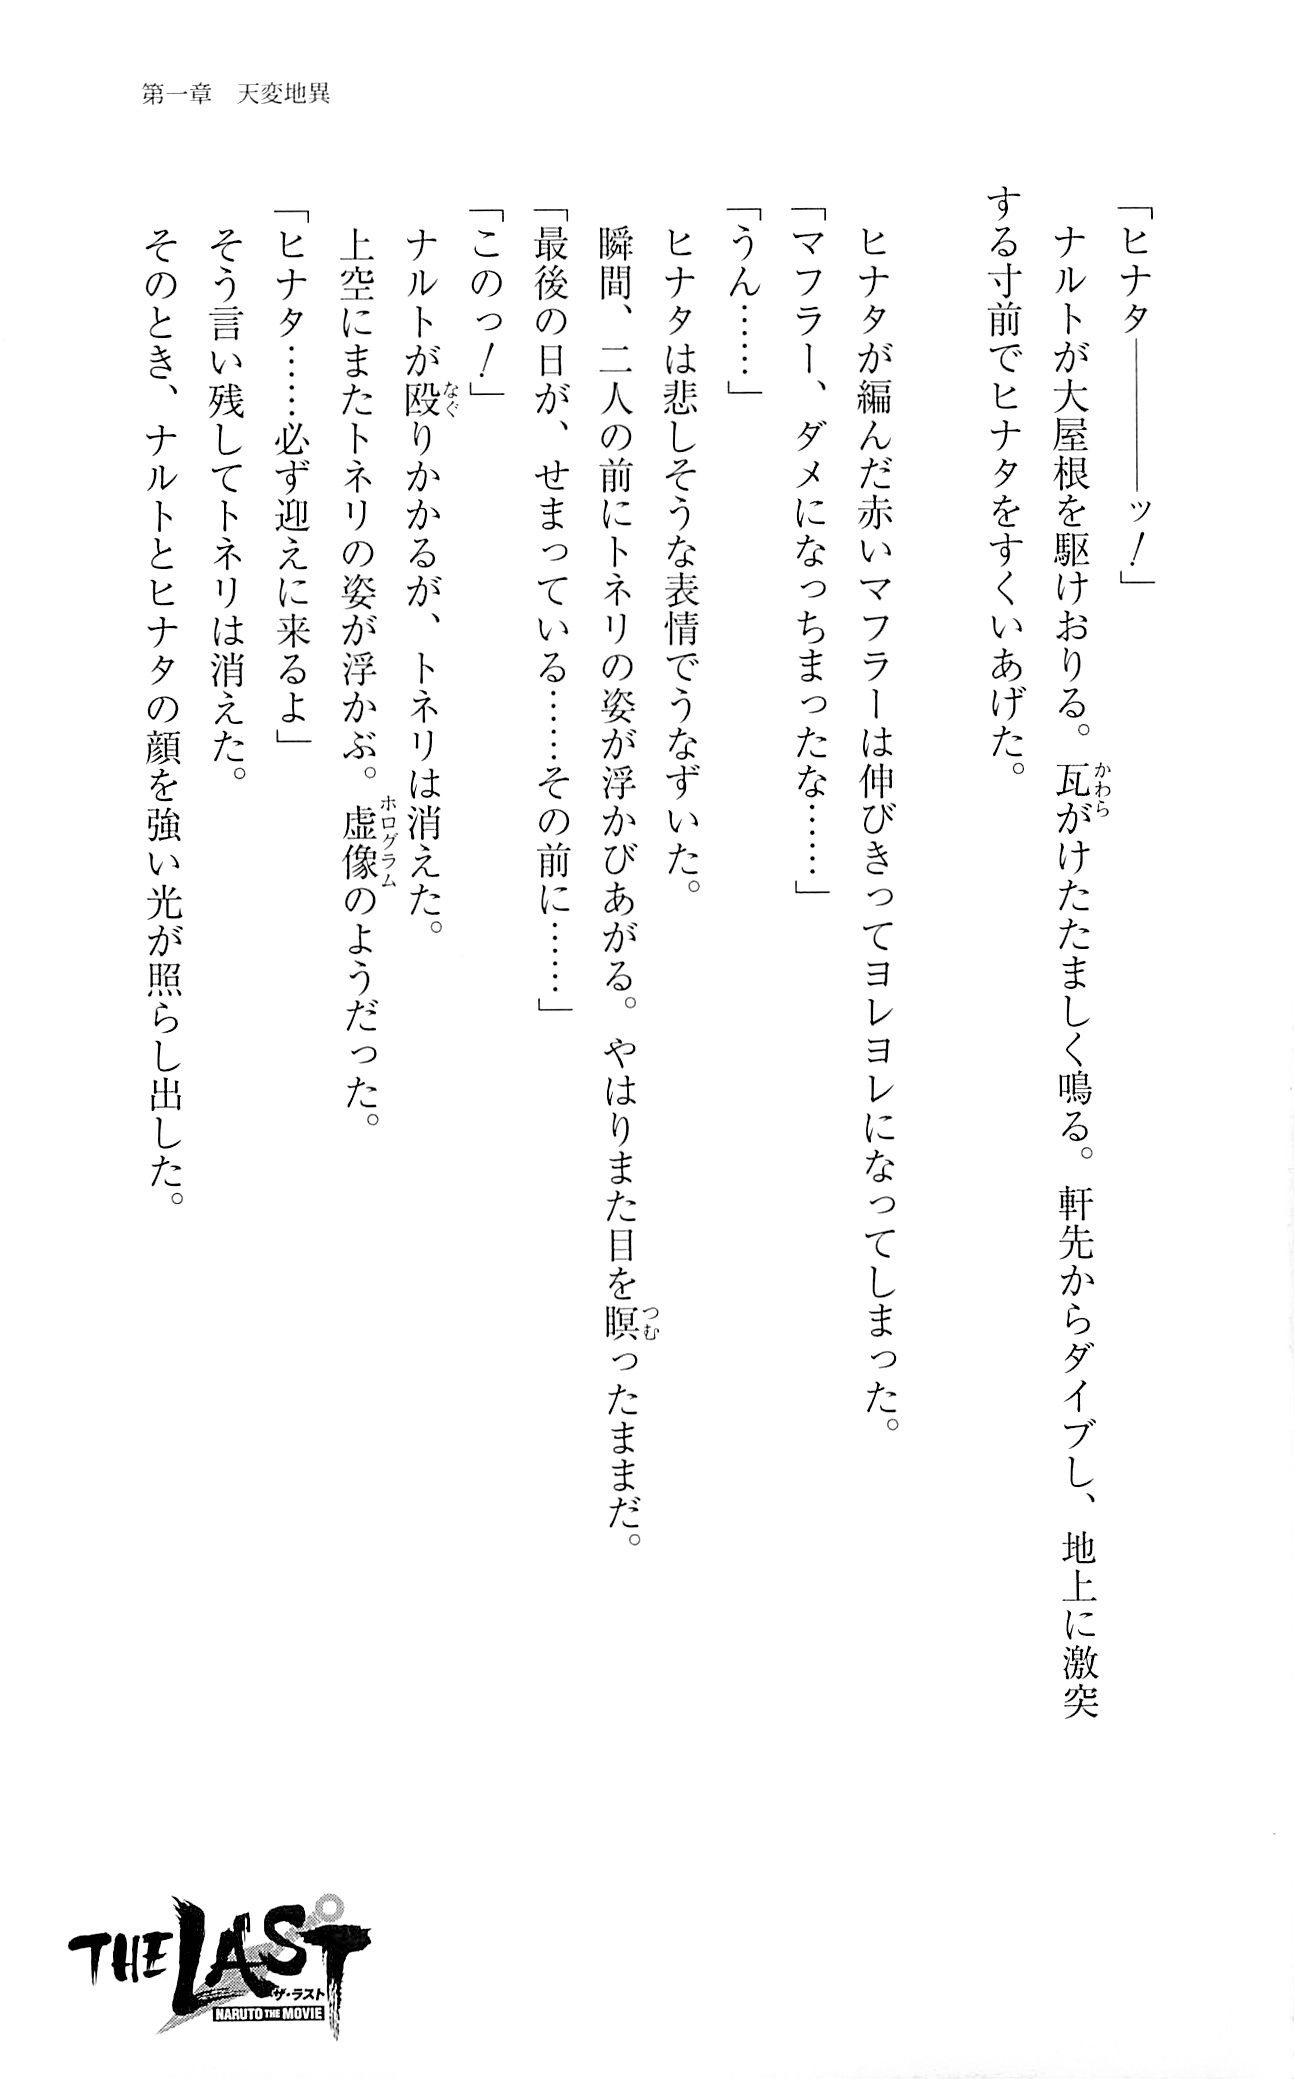 第一章　天変地異
「ヒナタ――――ッ！」
ナルトが大屋根を駆けおりる。瓦がけたたましく鳴る。軒先からダイブし、地上に激突
かわら
する寸前でヒナタをすくいあげた。
ヒナタが編んだ赤いマフラーは伸びきってヨレヨレになってしまった。
「マフラー、ダメになっちまったな……」
「うん……」
ヒナタは悲しそうな表情でうなずいた。
瞬間、二人の前にトネリの姿が浮かびあがる。やはりまた目を瞑ったままだ。
つむ
「最後の日が、せまっている……その前に……」
「このっ！」
ナルトが殴りかかるが、トネリは消えた。
なぐ
上空にまたトネリの姿が浮かぶ。虚像のようだった。
ホログラム
「ヒナタ……必ず迎えに来るよ」
そう言い残してトネリは消えた。
そのとき、ナルトとヒナタの顔を強い光が照らし出した。
THE LAST
ザ・ラスト
NARUTO THE MOVIE